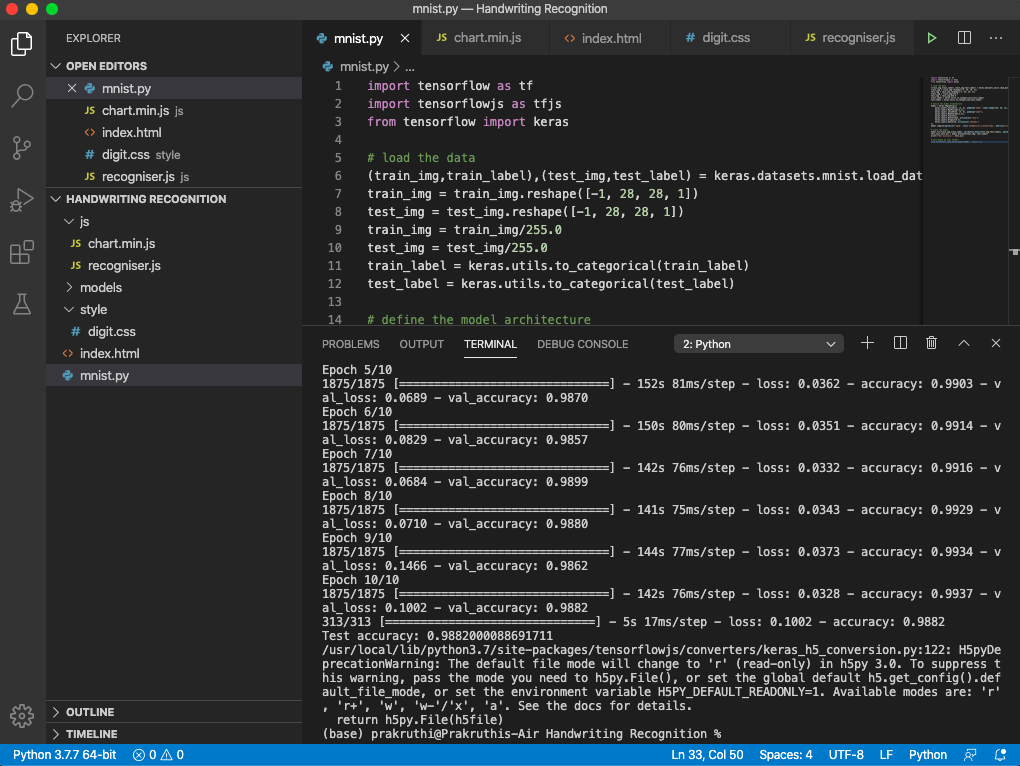 mnist.py — Handwriting Recognition
EXPLORER
OPEN EDITORS
mnist.py
JS chart.min.js js
<> index.html
# digit.css style
JS recogniser.js js
HANDWRITING RECOGNITION
js
JS chart.min.js
JS recogniser.js
models
style
# digit.css
<> index.html
mnist.py
OUTLINE
TIMELINE
mnist.py
JS chart.min.js
<> index.html
# digit.css
JS recogniser.js
mnist.py > ...
1 import tensorflow as tf
2 import tensorflowjs as tfjs
3 from tensorflow import keras
4
5 # load the data
6 (train_img,train_label),(test_img,test_label) = keras.datasets.mnist.load_dat
7 train_img = train_img.reshape([-1, 28, 28, 1])
8 test_img = test_img.reshape([-1, 28, 28, 1])
9 train_img = train_img/255.0
10 test_img = test_img/255.0
11 train_label = keras.utils.to_categorical(train_label)
12 test_label = keras.utils.to_categorical(test_label)
13
14 # define the model architecture
PROBLEMS OUTPUT TERMINAL DEBUG CONSOLE 2: Python
Epoch 5/10
1875/1875 [==============================] - 152s 81ms/step - loss: 0.0362 - accuracy: 0.9903 - v
al_loss: 0.0689 - val_accuracy: 0.9870
Epoch 6/10
1875/1875 [==============================] - 150s 80ms/step - loss: 0.0351 - accuracy: 0.9914 - v
al_loss: 0.0829 - val_accuracy: 0.9857
Epoch 7/10
1875/1875 [==============================] - 142s 76ms/step - loss: 0.0332 - accuracy: 0.9916 - v
al_loss: 0.0684 - val_accuracy: 0.9899
Epoch 8/10
1875/1875 [==============================] - 141s 75ms/step - loss: 0.0343 - accuracy: 0.9929 - v
al_loss: 0.0710 - val_accuracy: 0.9880
Epoch 9/10
1875/1875 [==============================] - 144s 77ms/step - loss: 0.0373 - accuracy: 0.9934 - v
al_loss: 0.1466 - val_accuracy: 0.9862
Epoch 10/10
1875/1875 [==============================] - 142s 76ms/step - loss: 0.0328 - accuracy: 0.9937 - v
al_loss: 0.1002 - val_accuracy: 0.9882
313/313 [==============================] - 5s 17ms/step - loss: 0.1002 - accuracy: 0.9882
Test accuracy: 0.9882000088691711
/usr/local/lib/python3.7/site-packages/tensorflowjs/converters/keras_h5_conversion.py:122: H5pyDe
precationWarning: The default file mode will change to 'r' (read-only) in h5py 3.0. To suppress t
his warning, pass the mode you need to h5py.File(), or set the global default h5.get_config().def
ault_file_mode, or set the environment variable H5PY_DEFAULT_READONLY=1. Available modes are: 'r'
, 'r+', 'w', 'w-'/'x', 'a'. See the docs for details.
  return h5py.File(h5file)
(base) prakruthi@Prakruthis-Air Handwriting Recognition %
Python 3.7.7 64-bit 0 0 Ln 33, Col 50 Spaces: 4 UTF-8 LF Python